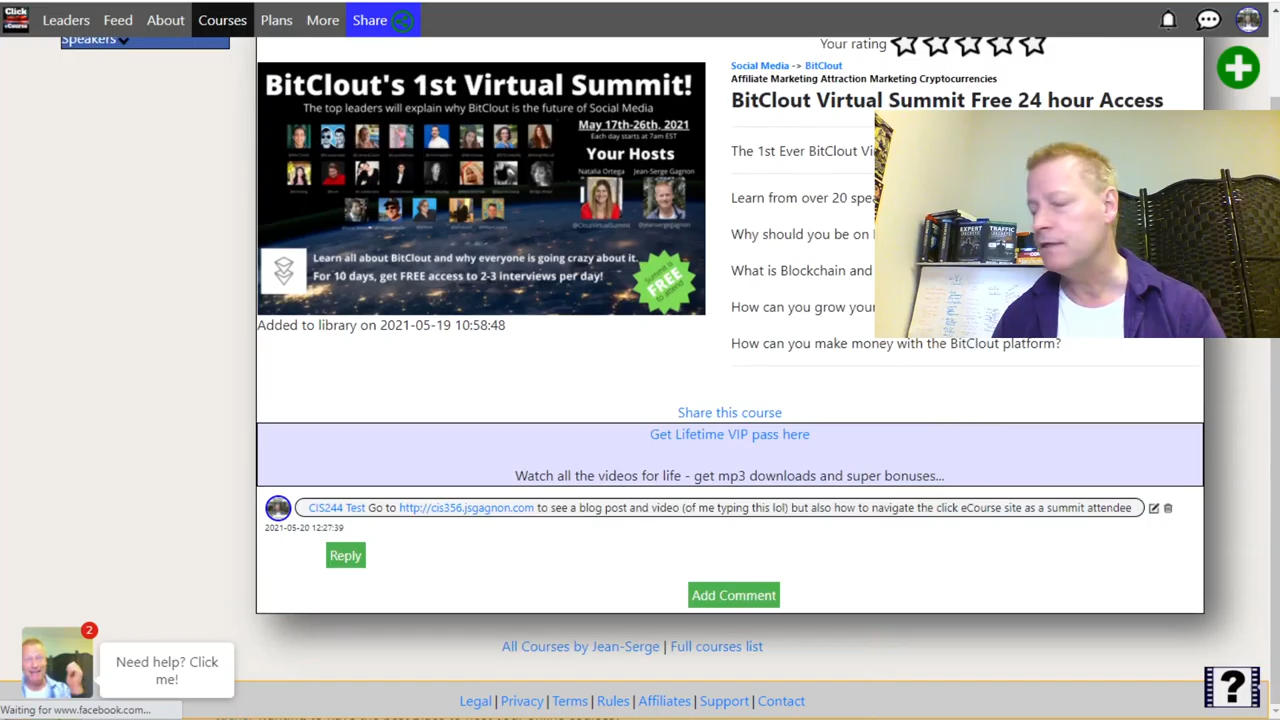 Click
eCourse
Leaders Feed About Courses Plans More Share
Speakers
Your rating
BitClout's 1st Virtual Summit!
The top leaders will explain why BitClout is the future of Social Media
May 17th-26th, 2021
Each day starts at 7am EST
Your Hosts
Natalia Ortega Jean-Serge Gagnon
@CloutVirtualSummit @jeansergegagnon
Learn all about BitClout and why everyone is going crazy about it.
For 10 days, get FREE access to 2-3 interviews per day!
Summit is
FREE
to attend
Added to library on 2021-05-19 10:58:48
Social Media -> BitClout
Affiliate Marketing Attraction Marketing Cryptocurrencies
BitClout Virtual Summit Free 24 hour Access
The 1st Ever BitClout Vi
Learn from over 20 spe
Why should you be on
What is Blockchain and
How can you grow your
How can you make money with the BitClout platform?
EXPERT
SECRETS
TRAFFIC
SECRETS
Share this course
Get Lifetime VIP pass here
Watch all the videos for life - get mp3 downloads and super bonuses...
CIS244 Test Go to http://cis356.jsgagnon.com to see a blog post and video (of me typing this lol) but also how to navigate the click eCourse site as a summit attendee
2021-05-20 12:27:39
Reply
Add Comment
All Courses by Jean-Serge | Full courses list
2
Need help? Click
me!
?
Legal | Privacy | Terms | Rules | Affiliates | Support | Contact
Waiting for www.facebook.com...